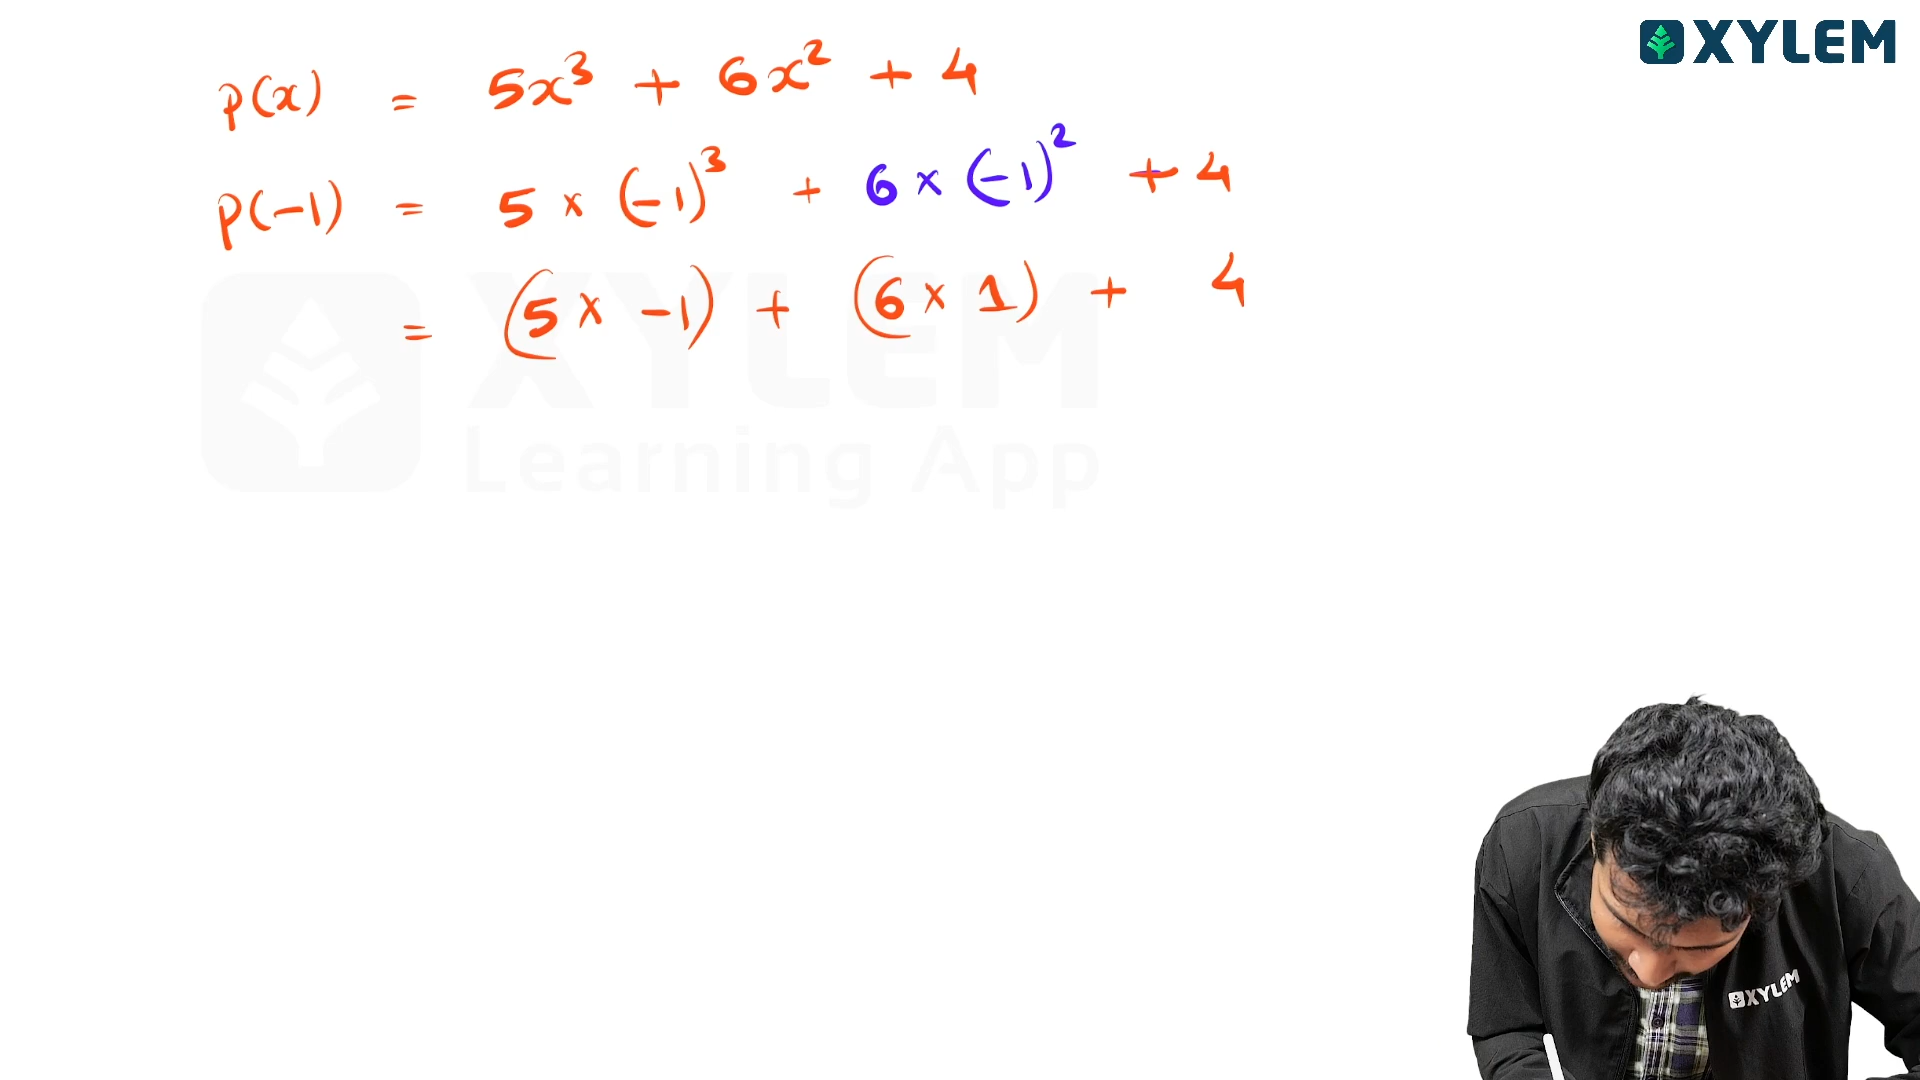 XYLEM
p(x) = 5x³ + 6x² + 4
p(-1) = 5 × (-1)³ + 6 × (-1)² + 4
= (5 × -1) + (6 × 1) + 4
XYLEM
Learning App
XYLEM